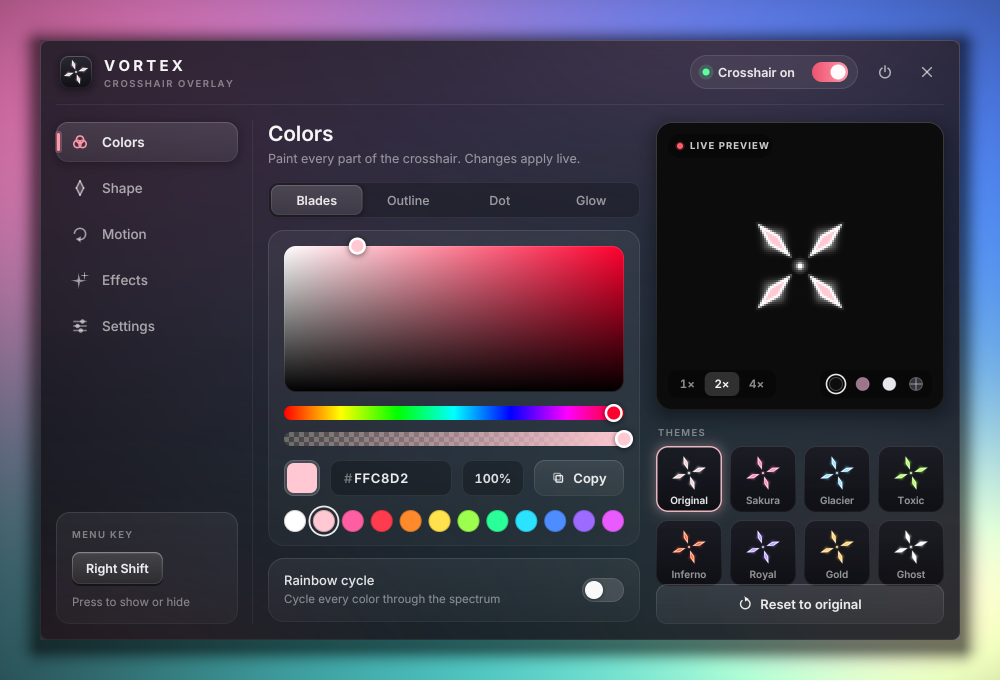 VORTEX
CROSSHAIR OVERLAY
Crosshair on
Colors
Shape
Motion
Effects
Settings
MENU KEY
Right Shift
Press to show or hide
Colors
Paint every part of the crosshair. Changes apply live.
Blades Outline Dot Glow
#FFC8D2 100% Copy
Rainbow cycle
Cycle every color through the spectrum
LIVE PREVIEW
1× 2× 4×
THEMES
Original Sakura Glacier Toxic
Inferno Royal Gold Ghost
Reset to original